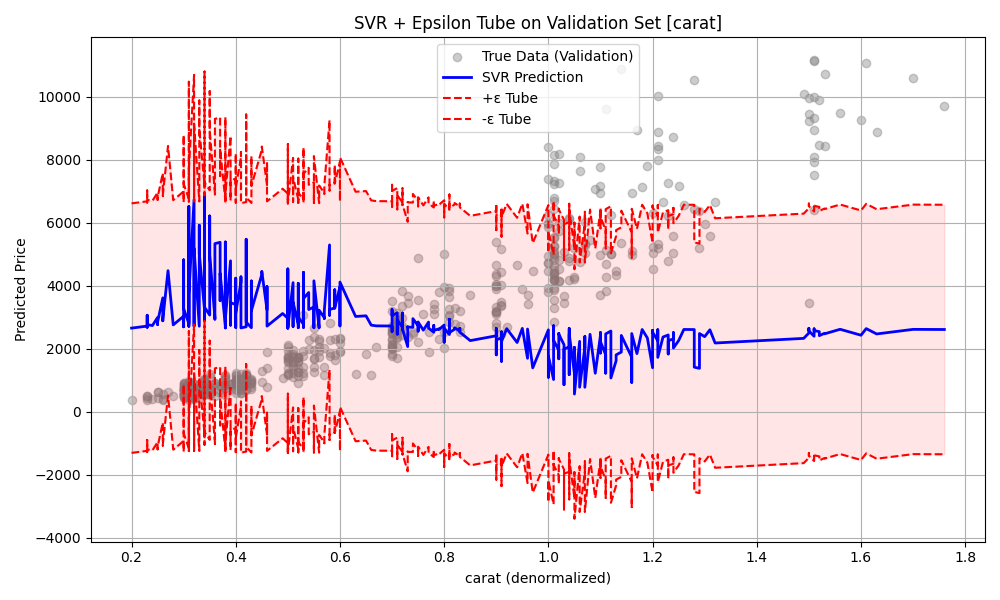 SVR + Epsilon Tube on Validation Set [carat]
True Data (Validation)
SVR Prediction
+ε Tube
-ε Tube
Predicted Price
10000
8000
6000
4000
2000
0
−2000
−4000
0.2 0.4 0.6 0.8 1.0 1.2 1.4 1.6 1.8
carat (denormalized)